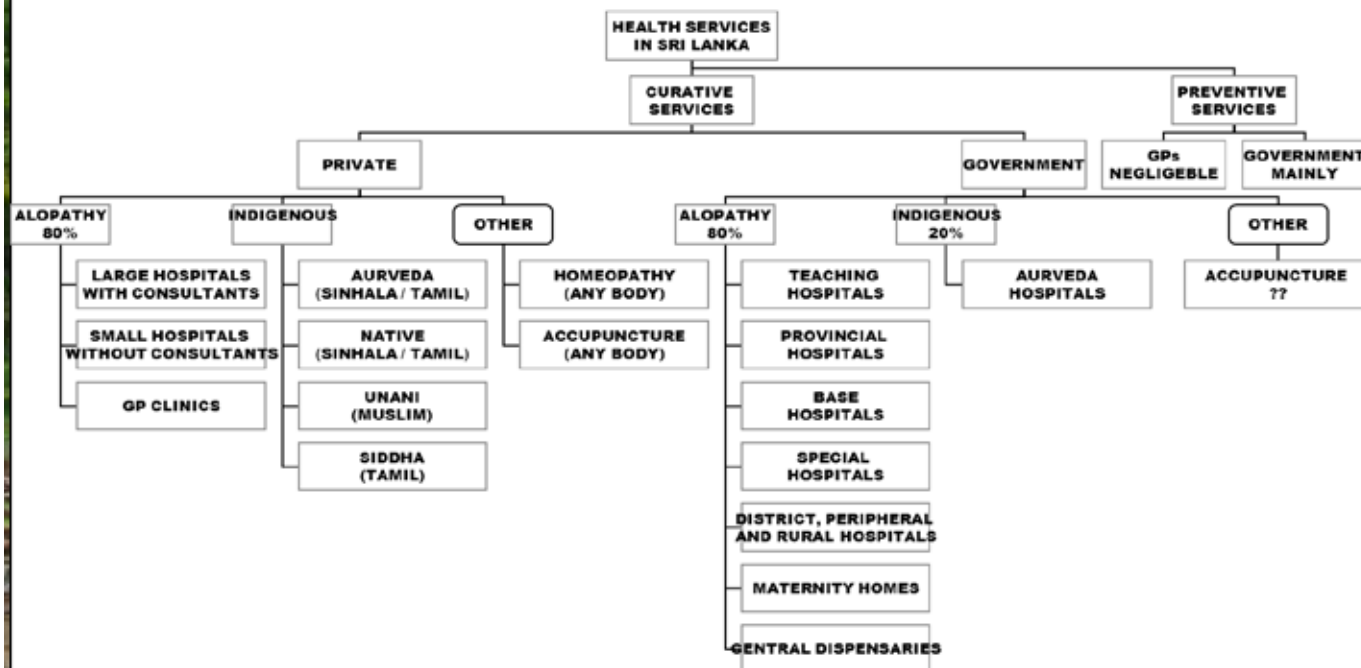 HEALTH SERVICES
IN SRI LANKA
CURATIVE
SERVICES
PREVENTIVE
SERVICES
PRIVATE
GOVERNMENT
GPs
NEGLIGEBLE
GOVERNMENT
MAINLY
ALOPATHY
80%
INDIGENOUS
OTHER
ALOPATHY
80%
INDIGENOUS
20%
OTHER
LARGE HOSPITALS
WITH CONSULTANTS
SMALL HOSPITALS
WITHOUT CONSULTANTS
GP CLINICS
AURVEDA
(SINHALA / TAMIL)
NATIVE
(SINHALA / TAMIL)
UNANI
(MUSLIM)
SIDDHA
(TAMIL)
HOMEOPATHY
(ANY BODY)
ACCUPUNCTURE
(ANY BODY)
TEACHING
HOSPITALS
PROVINCIAL
HOSPITALS
BASE
HOSPITALS
SPECIAL
HOSPITALS
DISTRICT, PERIPHERAL
AND RURAL HOSPITALS
MATERNITY HOMES
CENTRAL DISPENSARIES
AURVEDA
HOSPITALS
ACCUPUNCTURE
??